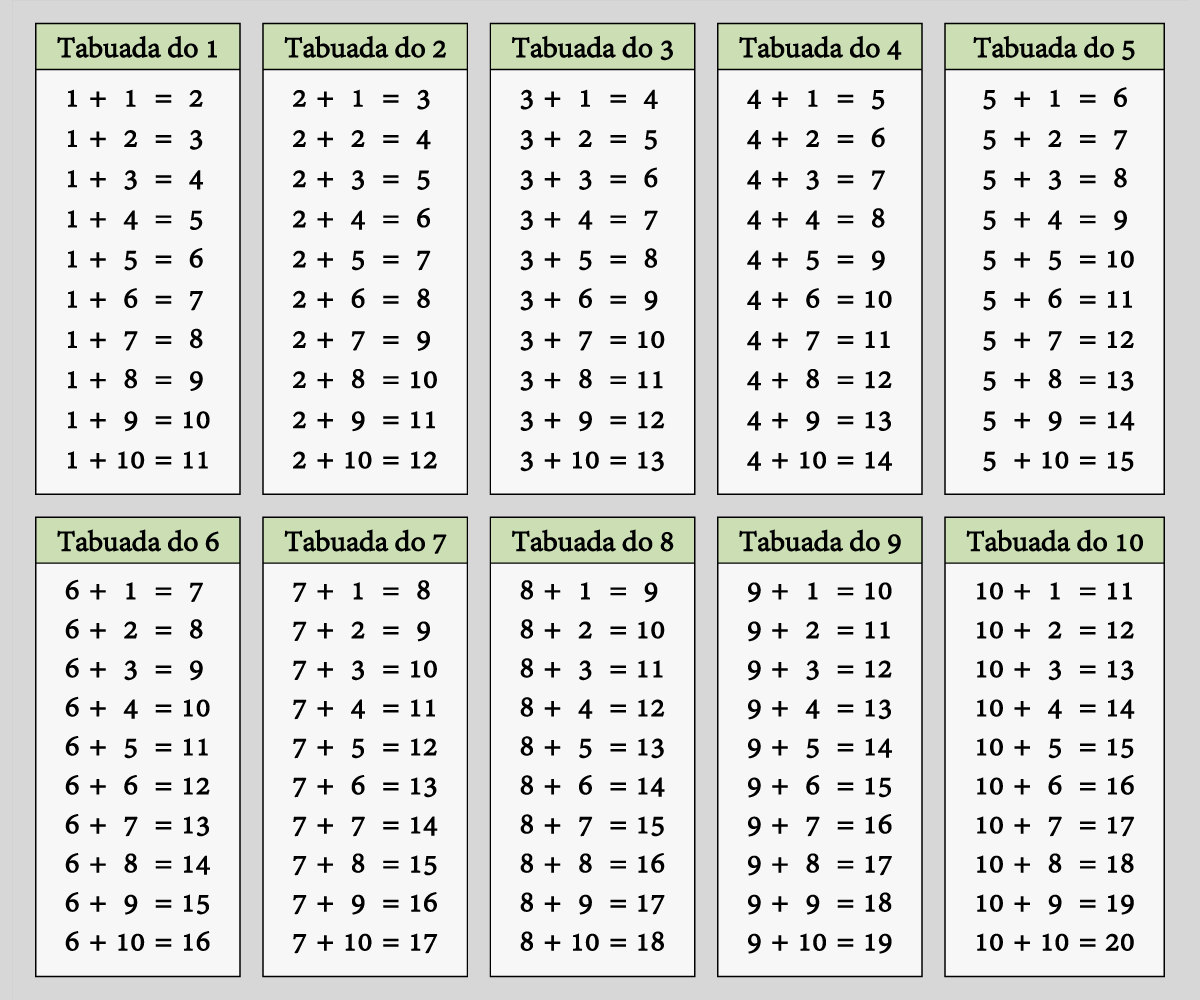 Tabuada do 1
1 + 1 = 2
1 + 2 = 3
1 + 3 = 4
1 + 4 = 5
1 + 5 = 6
1 + 6 = 7
1 + 7 = 8
1 + 8 = 9
1 + 9 = 10
1 + 10 = 11
Tabuada do 2
2 + 1 = 3
2 + 2 = 4
2 + 3 = 5
2 + 4 = 6
2 + 5 = 7
2 + 6 = 8
2 + 7 = 9
2 + 8 = 10
2 + 9 = 11
2 + 10 = 12
Tabuada do 3
3 + 1 = 4
3 + 2 = 5
3 + 3 = 6
3 + 4 = 7
3 + 5 = 8
3 + 6 = 9
3 + 7 = 10
3 + 8 = 11
3 + 9 = 12
3 + 10 = 13
Tabuada do 4
4 + 1 = 5
4 + 2 = 6
4 + 3 = 7
4 + 4 = 8
4 + 5 = 9
4 + 6 = 10
4 + 7 = 11
4 + 8 = 12
4 + 9 = 13
4 + 10 = 14
Tabuada do 5
5 + 1 = 6
5 + 2 = 7
5 + 3 = 8
5 + 4 = 9
5 + 5 = 10
5 + 6 = 11
5 + 7 = 12
5 + 8 = 13
5 + 9 = 14
5 + 10 = 15
Tabuada do 6
6 + 1 = 7
6 + 2 = 8
6 + 3 = 9
6 + 4 = 10
6 + 5 = 11
6 + 6 = 12
6 + 7 = 13
6 + 8 = 14
6 + 9 = 15
6 + 10 = 16
Tabuada do 7
7 + 1 = 8
7 + 2 = 9
7 + 3 = 10
7 + 4 = 11
7 + 5 = 12
7 + 6 = 13
7 + 7 = 14
7 + 8 = 15
7 + 9 = 16
7 + 10 = 17
Tabuada do 8
8 + 1 = 9
8 + 2 = 10
8 + 3 = 11
8 + 4 = 12
8 + 5 = 13
8 + 6 = 14
8 + 7 = 15
8 + 8 = 16
8 + 9 = 17
8 + 10 = 18
Tabuada do 9
9 + 1 = 10
9 + 2 = 11
9 + 3 = 12
9 + 4 = 13
9 + 5 = 14
9 + 6 = 15
9 + 7 = 16
9 + 8 = 17
9 + 9 = 18
9 + 10 = 19
Tabuada do 10
10 + 1 = 11
10 + 2 = 12
10 + 3 = 13
10 + 4 = 14
10 + 5 = 15
10 + 6 = 16
10 + 7 = 17
10 + 8 = 18
10 + 9 = 19
10 + 10 = 20